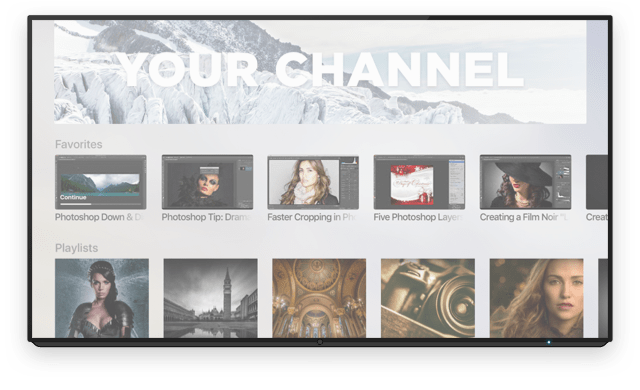 YOUR CHANNEL
Favorites
Continue
Photoshop Down & D
Photoshop Tip: Dram
Faster Cropping in Ph
Five Photoshop Layer
Creating a Film Noir "L
Creat
Playlists